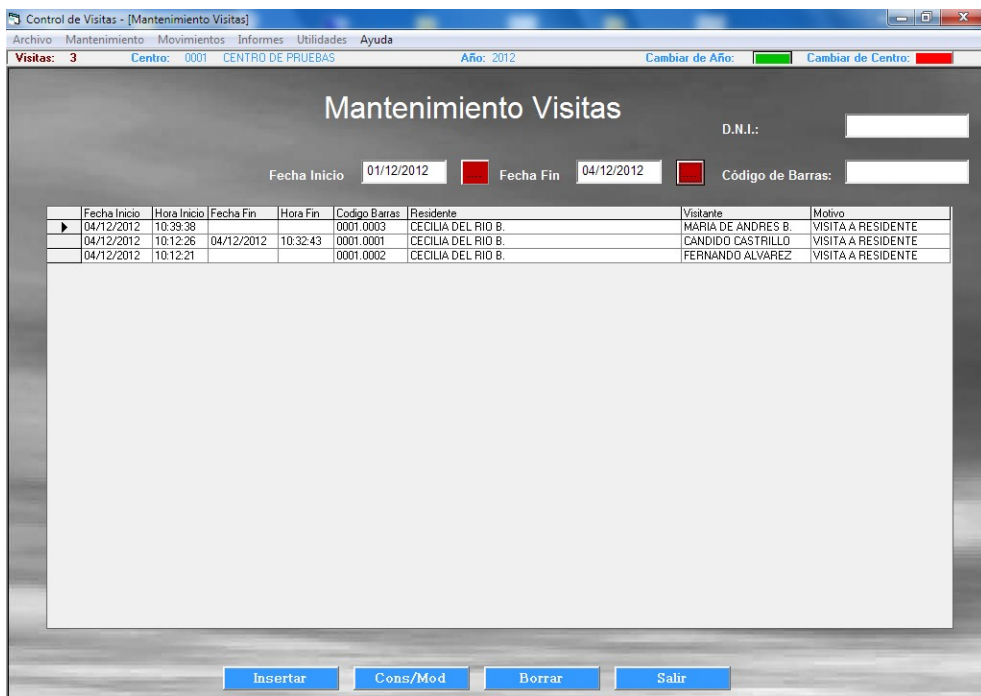 Control de Visitas - [Mantenimiento Visitas]
Archivo Mantenimiento Movimientos Informes Utilidades Ayuda
Visitas: 3 Centro: 0001 CENTRO DE PRUEBAS Año: 2012 Cambiar de Año: Cambiar de Centro:
Mantenimiento Visitas
D.N.I.:
Fecha Inicio 01/12/2012 .... Fecha Fin 04/12/2012 .... Código de Barras:
Fecha Inicio Hora Inicio Fecha Fin Hora Fin Codigo Barras Residente Visitante Motivo
04/12/2012 10:39:38 0001.0003 CECILIA DEL RIO B. MARIA DE ANDRES B. VISITA A RESIDENTE
04/12/2012 10:12:26 04/12/2012 10:32:43 0001.0001 CECILIA DEL RIO B. CANDIDO CASTRILLO VISITA A RESIDENTE
04/12/2012 10:12:21 0001.0002 CECILIA DEL RIO B. FERNANDO ALVAREZ VISITA A RESIDENTE
Insertar Cons/Mod Borrar Salir